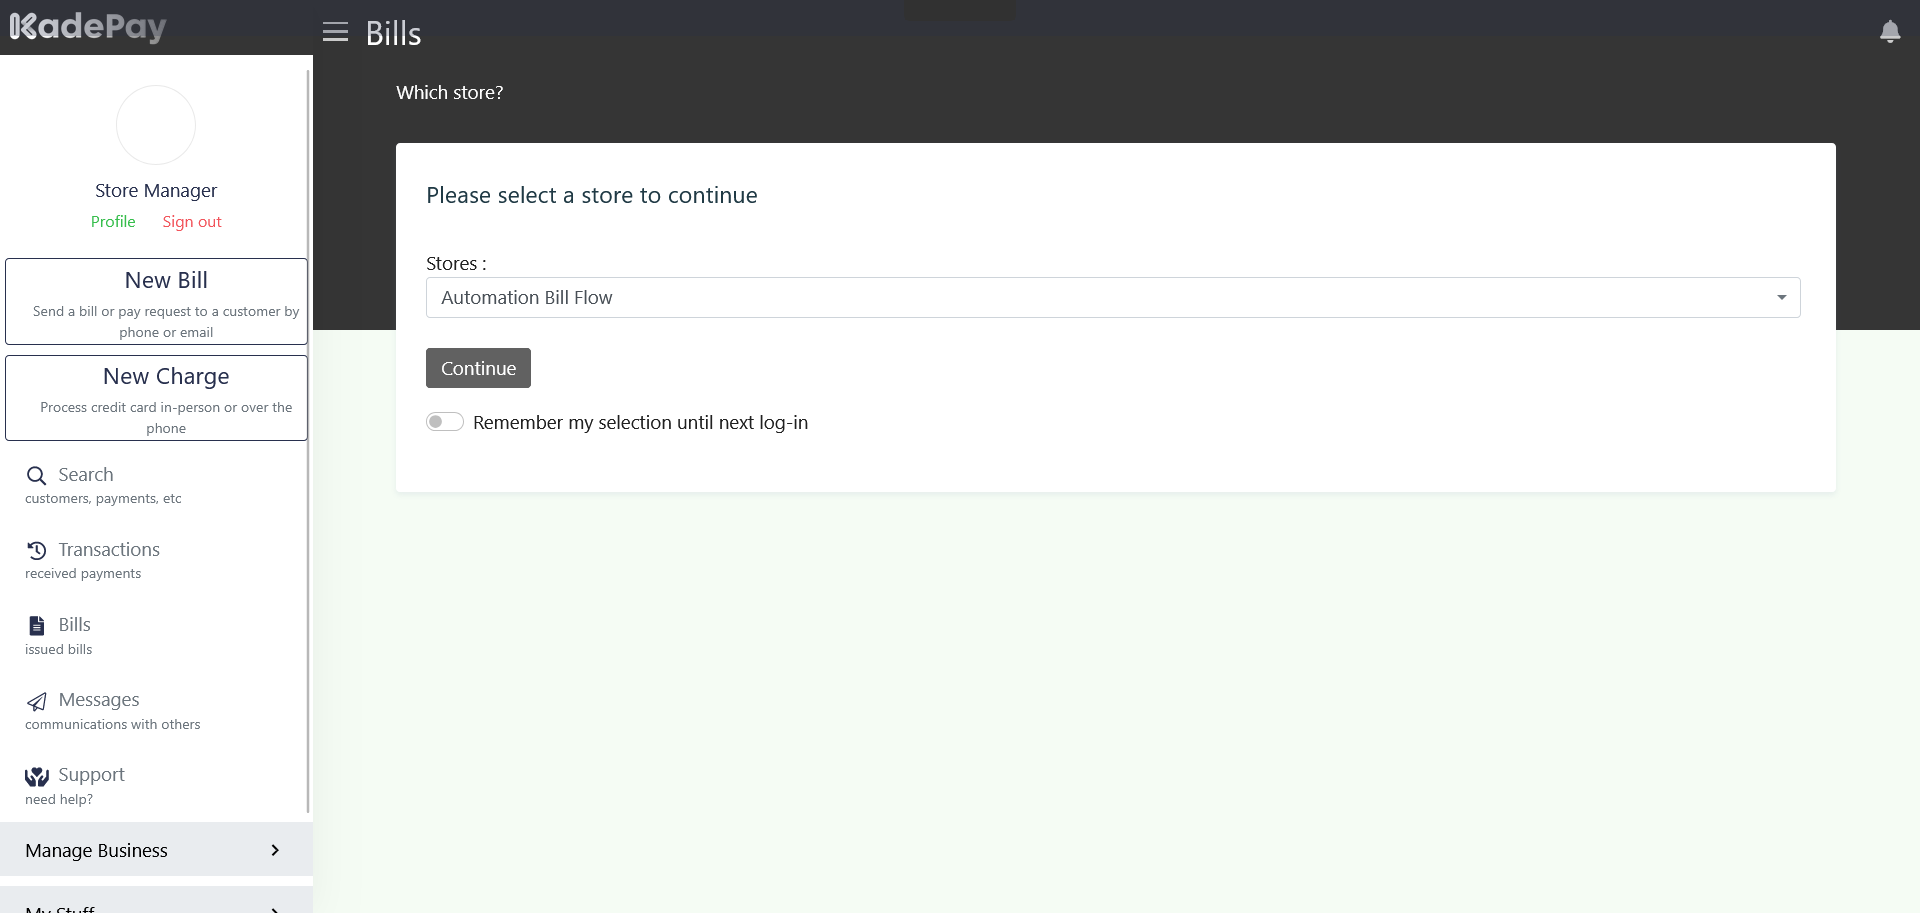 KadePay
Bills
Which store?
Store Manager
Profile Sign out
New Bill
Send a bill or pay request to a customer by
phone or email
New Charge
Process credit card in-person or over the
phone
Search
customers, payments, etc
Transactions
received payments
Bills
issued bills
Messages
communications with others
Support
need help?
Manage Business
My Stuff
Please select a store to continue
Stores :
Automation Bill Flow
Continue
Remember my selection until next log-in